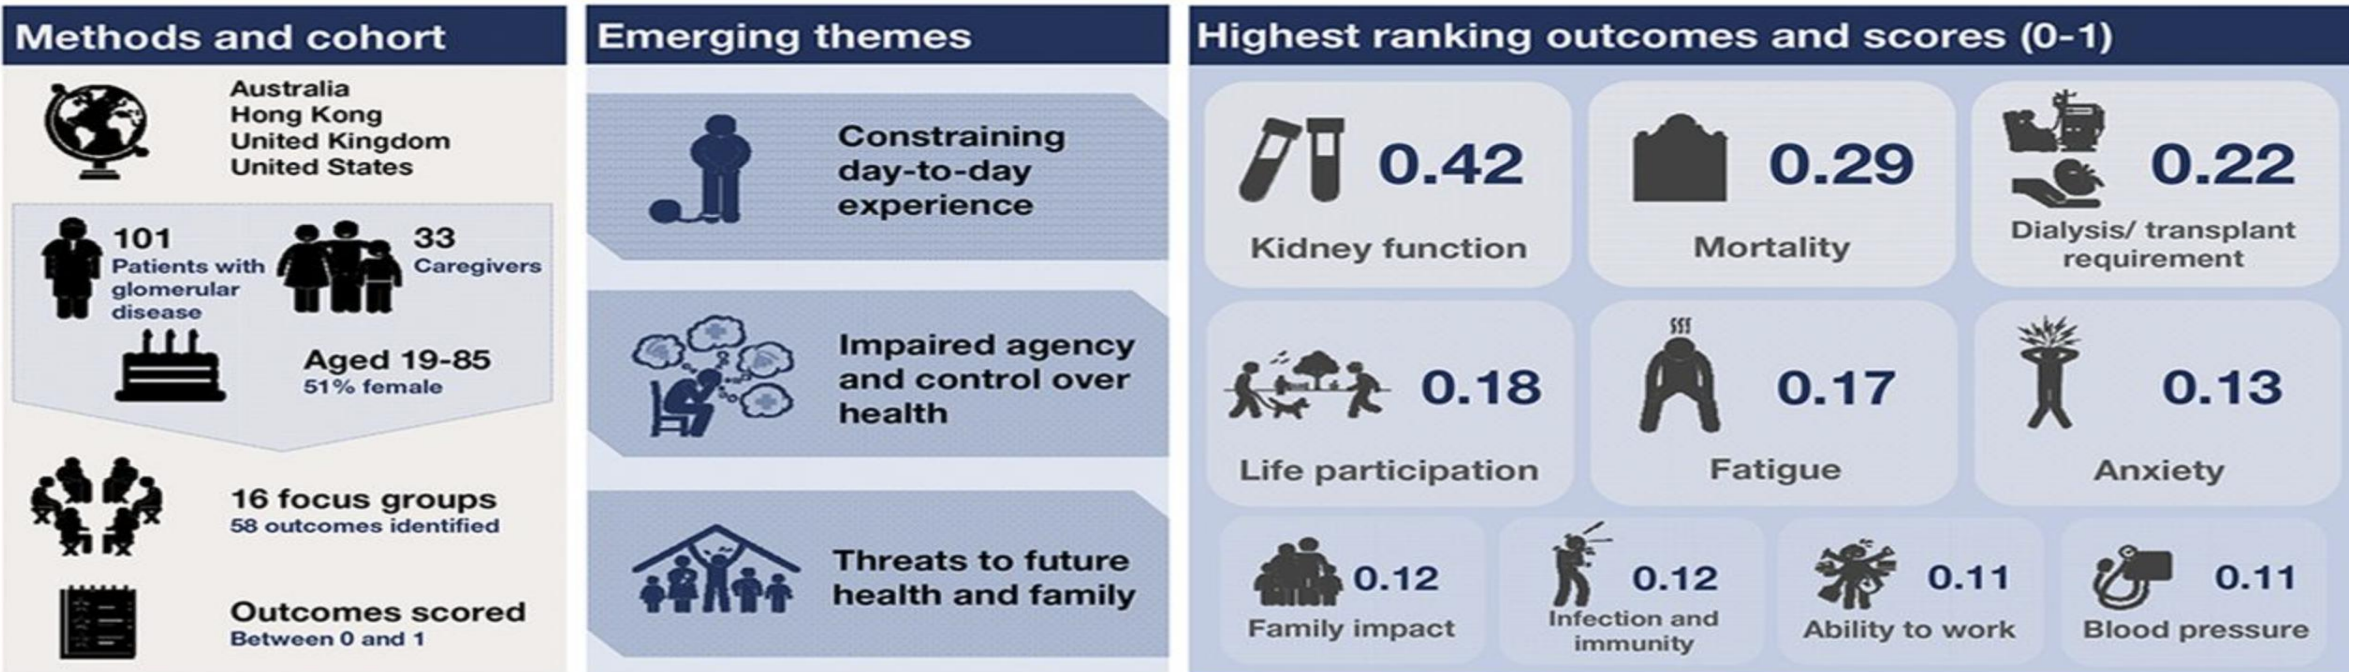 Methods and cohort
Australia
Hong Kong
United Kingdom
United States
101
Patients with
glomerular
disease
33
Caregivers
Aged 19-85
51% female
16 focus groups
58 outcomes identified
Outcomes scored
Between 0 and 1
Emerging themes
Constraining
day-to-day
experience
Impaired agency
and control over
health
Threats to future
health and family
Highest ranking outcomes and scores (0-1)
0.42
Kidney function
0.29
Mortality
0.22
Dialysis/ transplant
requirement
0.18
Life participation
0.17
Fatigue
0.13
Anxiety
0.12
Family impact
0.12
Infection and
immunity
0.11
Ability to work
0.11
Blood pressure